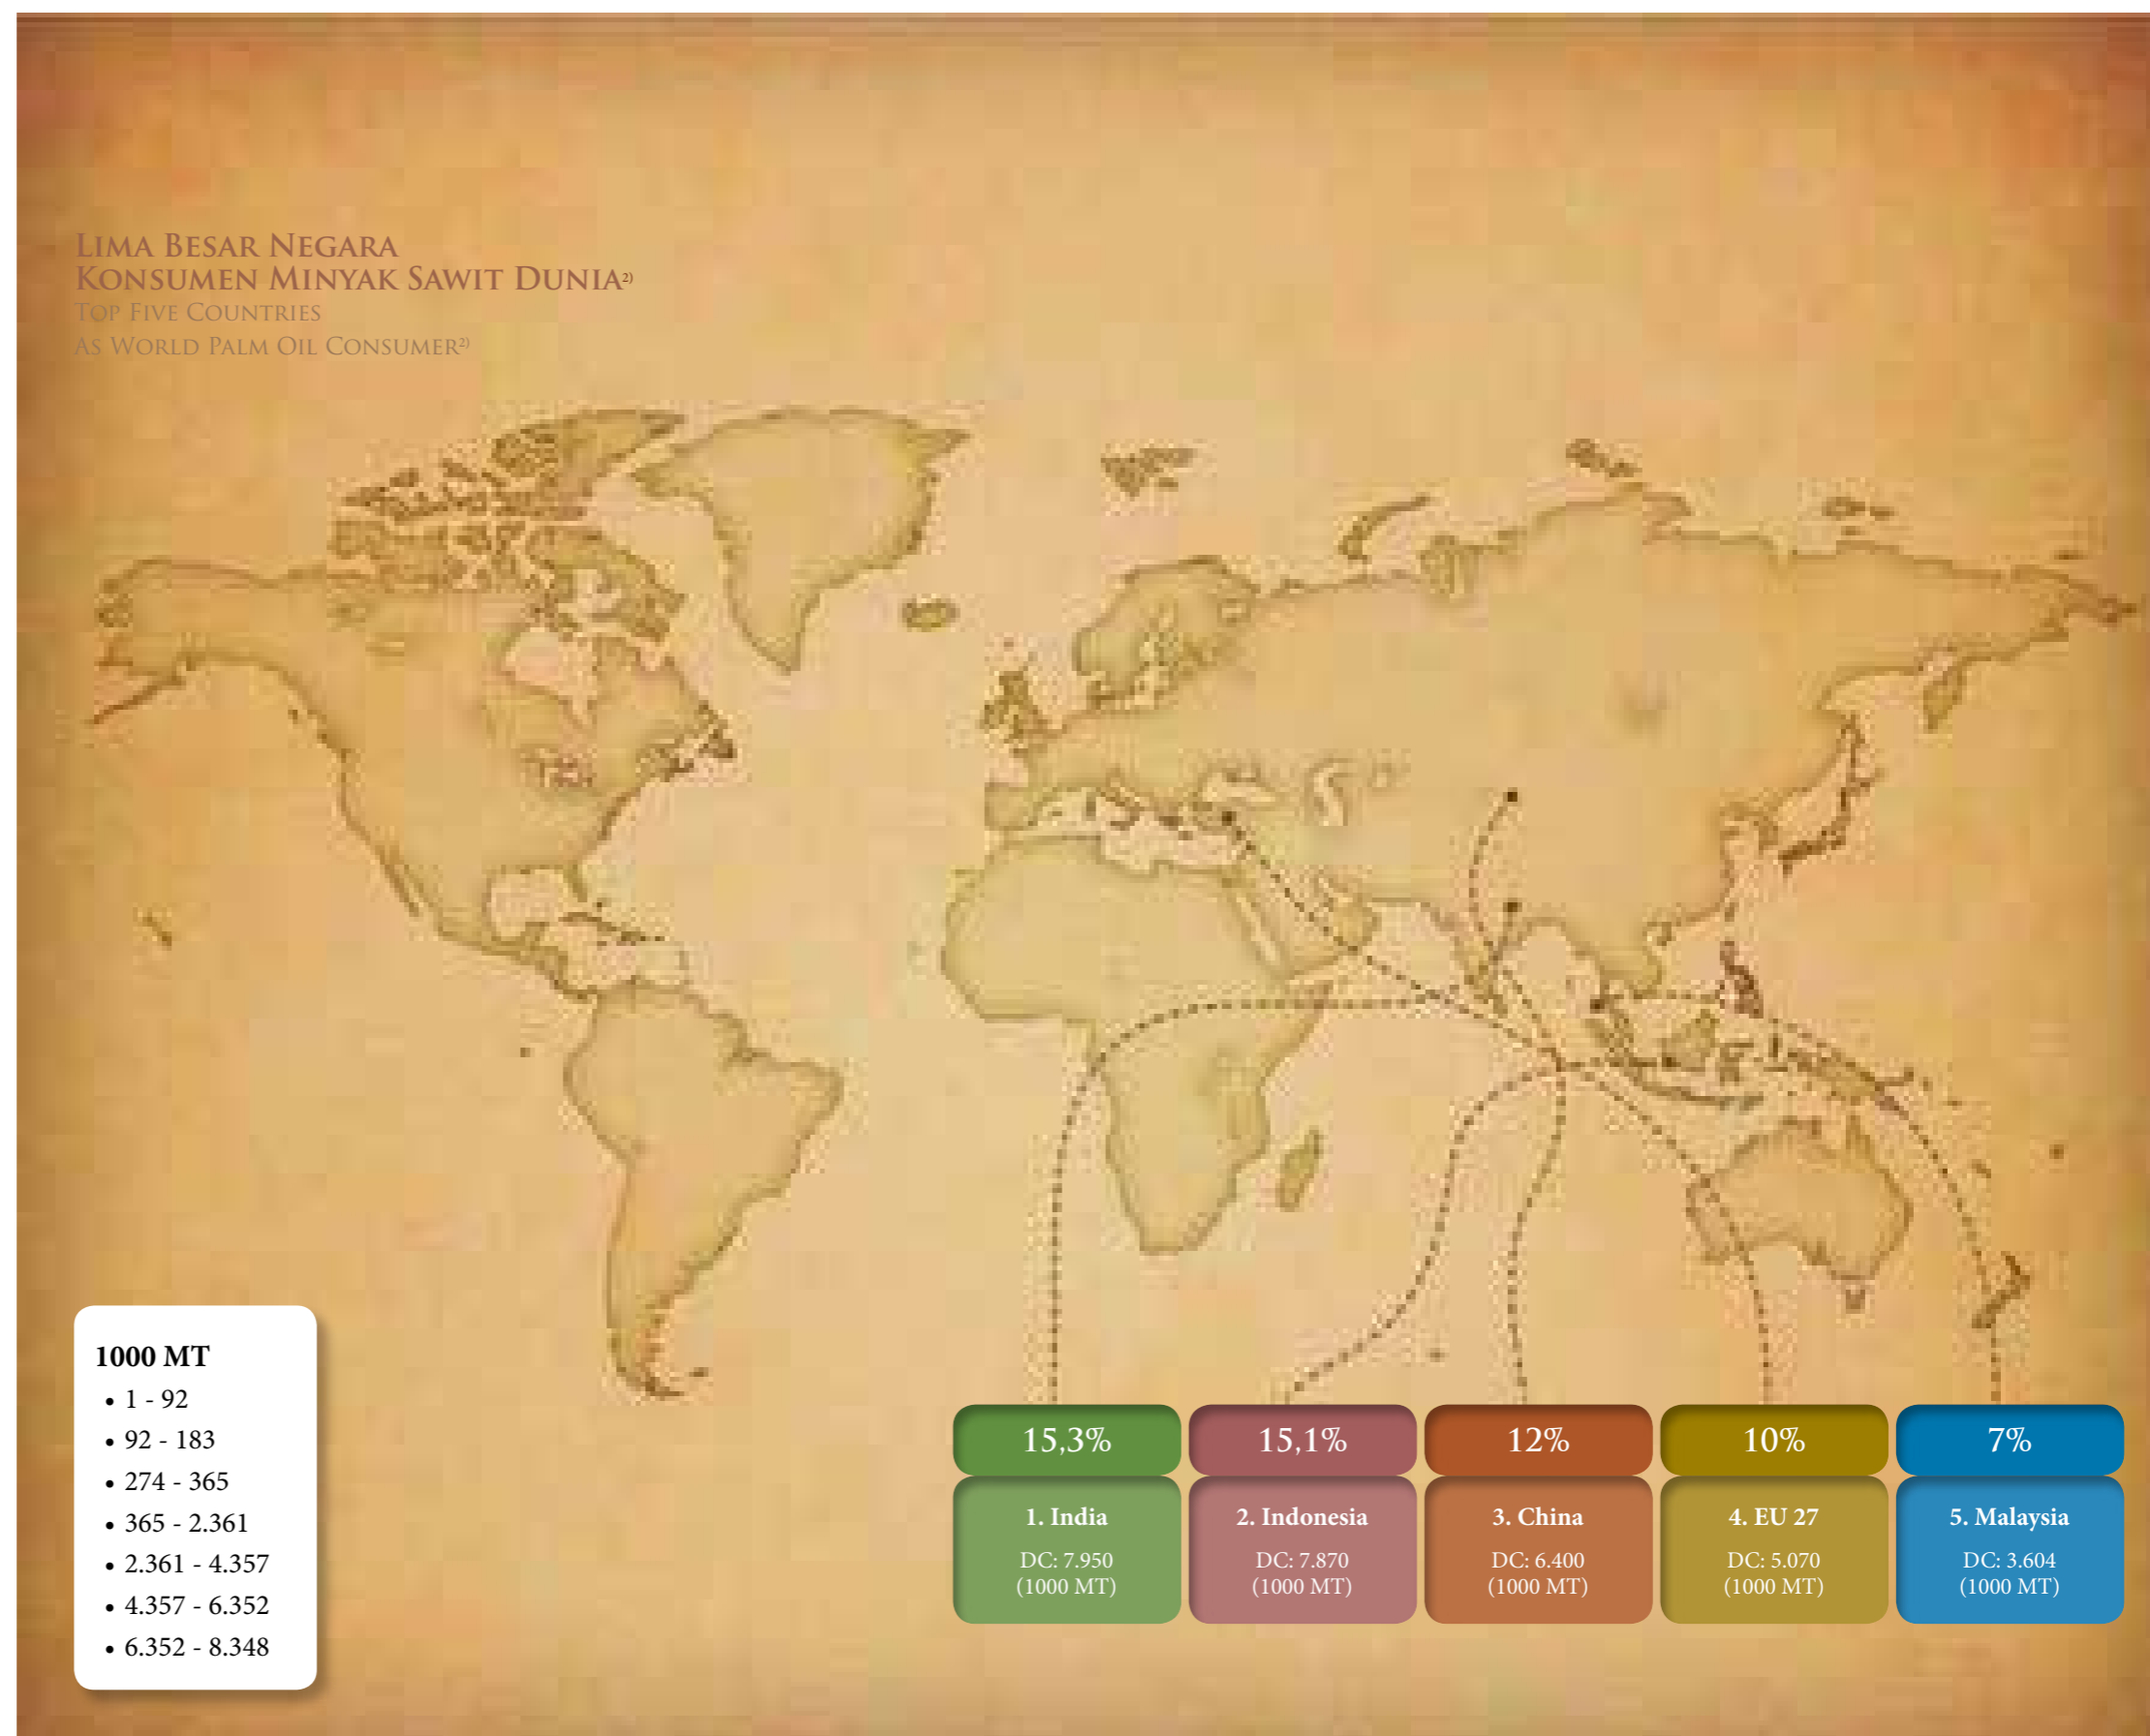 LIMA BESAR NEGARA
KONSUMEN MINYAK SAWIT DUNIA2)
TOP FIVE COUNTRIES
AS WORLD PALM OIL CONSUMER2)
1000 MT
• 1 - 92
• 92 - 183
• 274 - 365
• 365 - 2.361
• 2.361 - 4.357
• 4.357 - 6.352
• 6.352 - 8.348
15,3%
1. India
DC: 7.950
(1000 MT)
15,1%
2. Indonesia
DC: 7.870
(1000 MT)
12%
3. China
DC: 6.400
(1000 MT)
10%
4. EU 27
DC: 5.070
(1000 MT)
7%
5. Malaysia
DC: 3.604
(1000 MT)